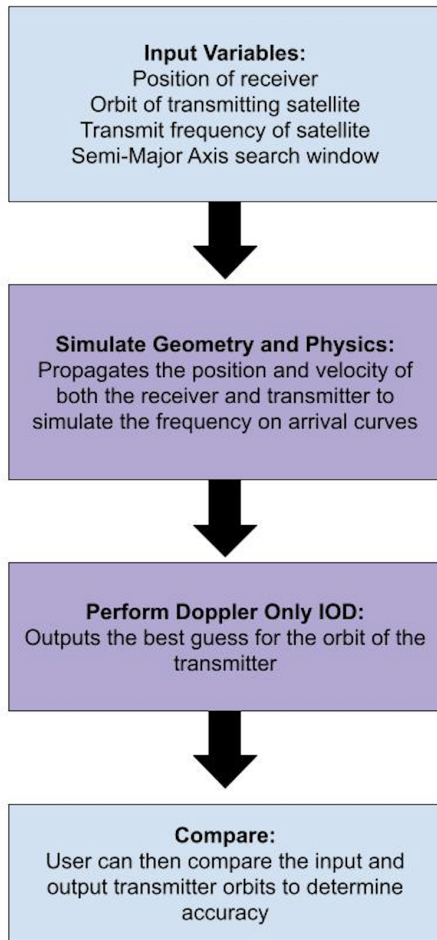 Input Variables:
Position of receiver
Orbit of transmitting satellite
Transmit frequency of satellite
Semi-Major Axis search window
Simulate Geometry and Physics:
Propagates the position and velocity of
both the receiver and transmitter to
simulate the frequency on arrival curves
Perform Doppler Only IOD:
Outputs the best guess for the orbit of the
transmitter
Compare:
User can then compare the input and
output transmitter orbits to determine
accuracy